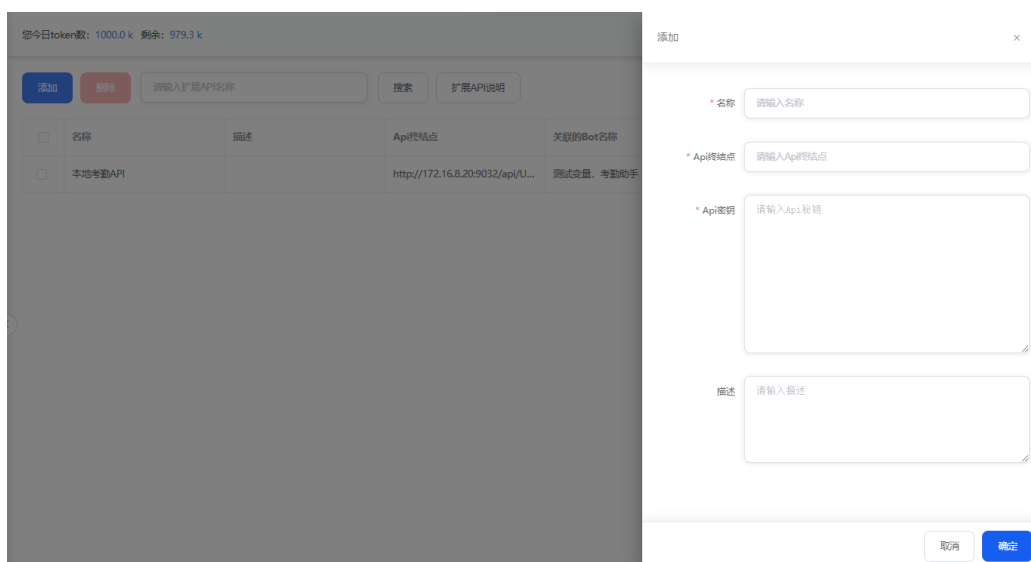 您今日token数：1000.0 k 剩余：979.3 k
添加 删除 请输入扩展API名称 搜索 扩展API说明
名称 描述 Api终结点 关联的Bot名称
本地考勤API http://172.16.8.20:9032/api/U... 测试变量，考勤助手
添加 ×
* 名称 请输入名称
* Api终结点 请输入Api终结点
* Api密钥 请输入Api秘钥
描述 请输入描述
取消 确定